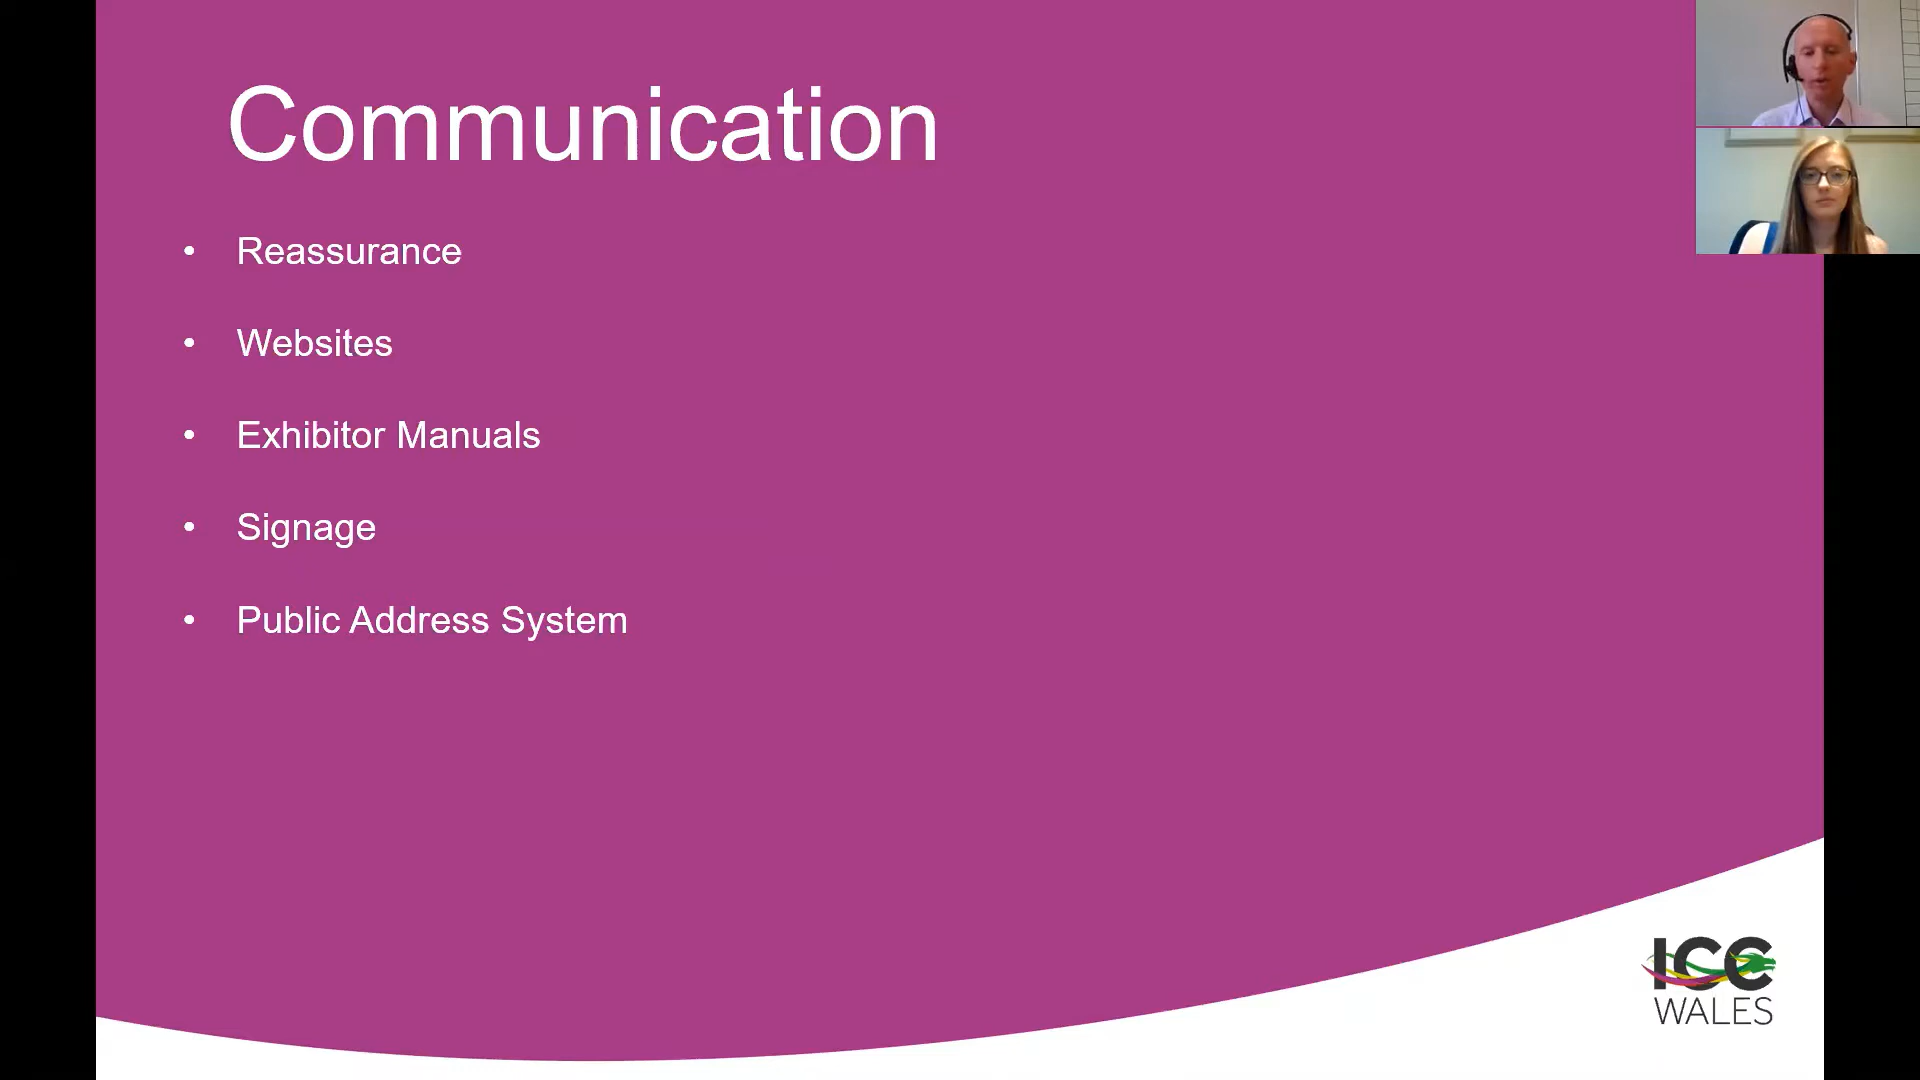 Communication
• Reassurance
• Websites
• Exhibitor Manuals
• Signage
• Public Address System
ICC
WALES